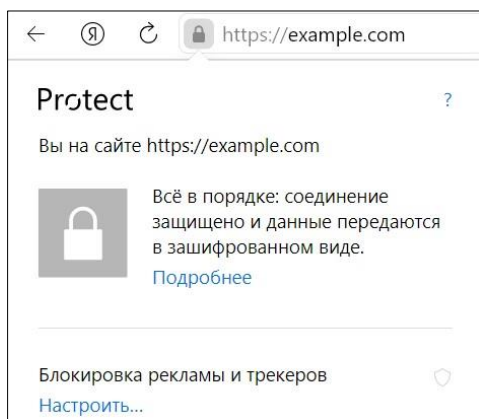 Я https://example.com
Protect ?
Вы на сайте https://example.com
Всё в порядке: соединение
защищено и данные передаются
в зашифрованном виде.
Подробнее
Блокировка рекламы и трекеров
Настроить...